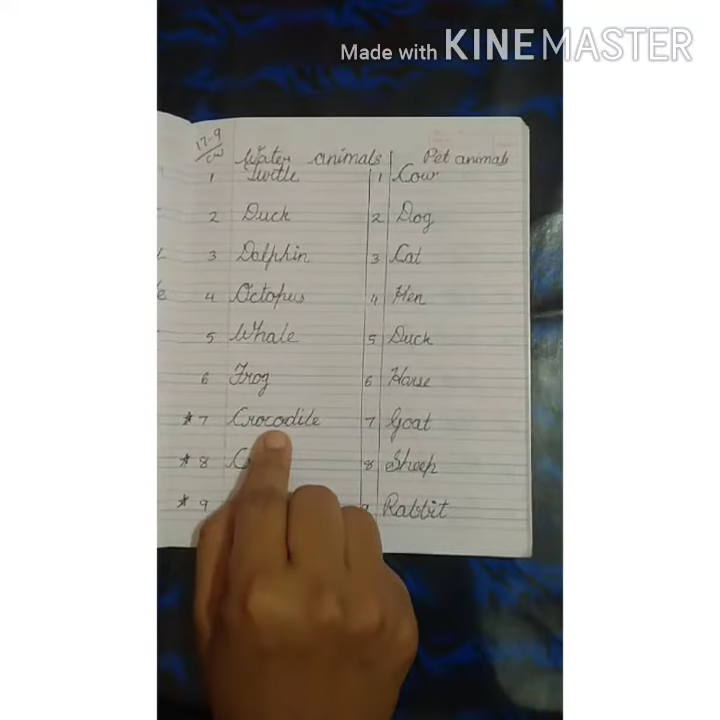 Made with KINEMASTER
17-9
CW
Water animals Pet animals
1 Turtle 1 Cow
2 Duck 2 Dog
3 Dolphin 3 Cat
4 Octopus 4 Hen
5 Whale 5 Duck
6 Frog 6 Horse
*7 Crocodile 7 Goat
*8 8 Sheep
*9 9 Rabbit